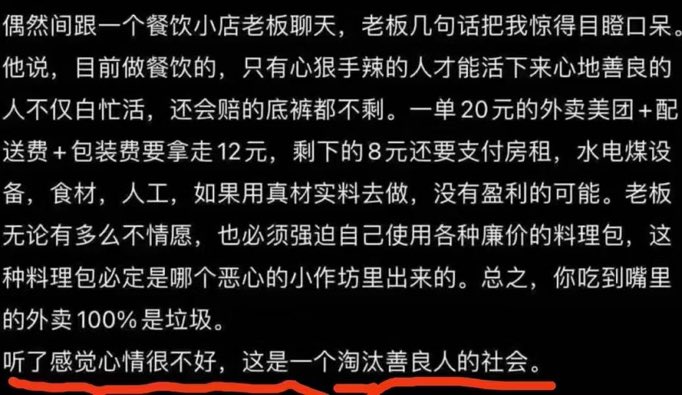 偶然间跟一个餐饮小店老板聊天，老板几句话把我惊得目瞪口呆。
他说，目前做餐饮的，只有心狠手辣的人才能活下来心地善良的
人不仅白忙活，还会赔的底裤都不剩。一单20元的外卖美团+配
送费+包装费要拿走12元，剩下的8元还要支付房租，水电煤设
备，食材，人工，如果用真材实料去做，没有盈利的可能。老板
无论有多么不情愿，也必须强迫自己使用各种廉价的料理包，这
种料理包必定是哪个恶心的小作坊里出来的。总之，你吃到嘴里
的外卖100%是垃圾。
听了感觉心情很不好，这是一个淘汰善良人的社会。